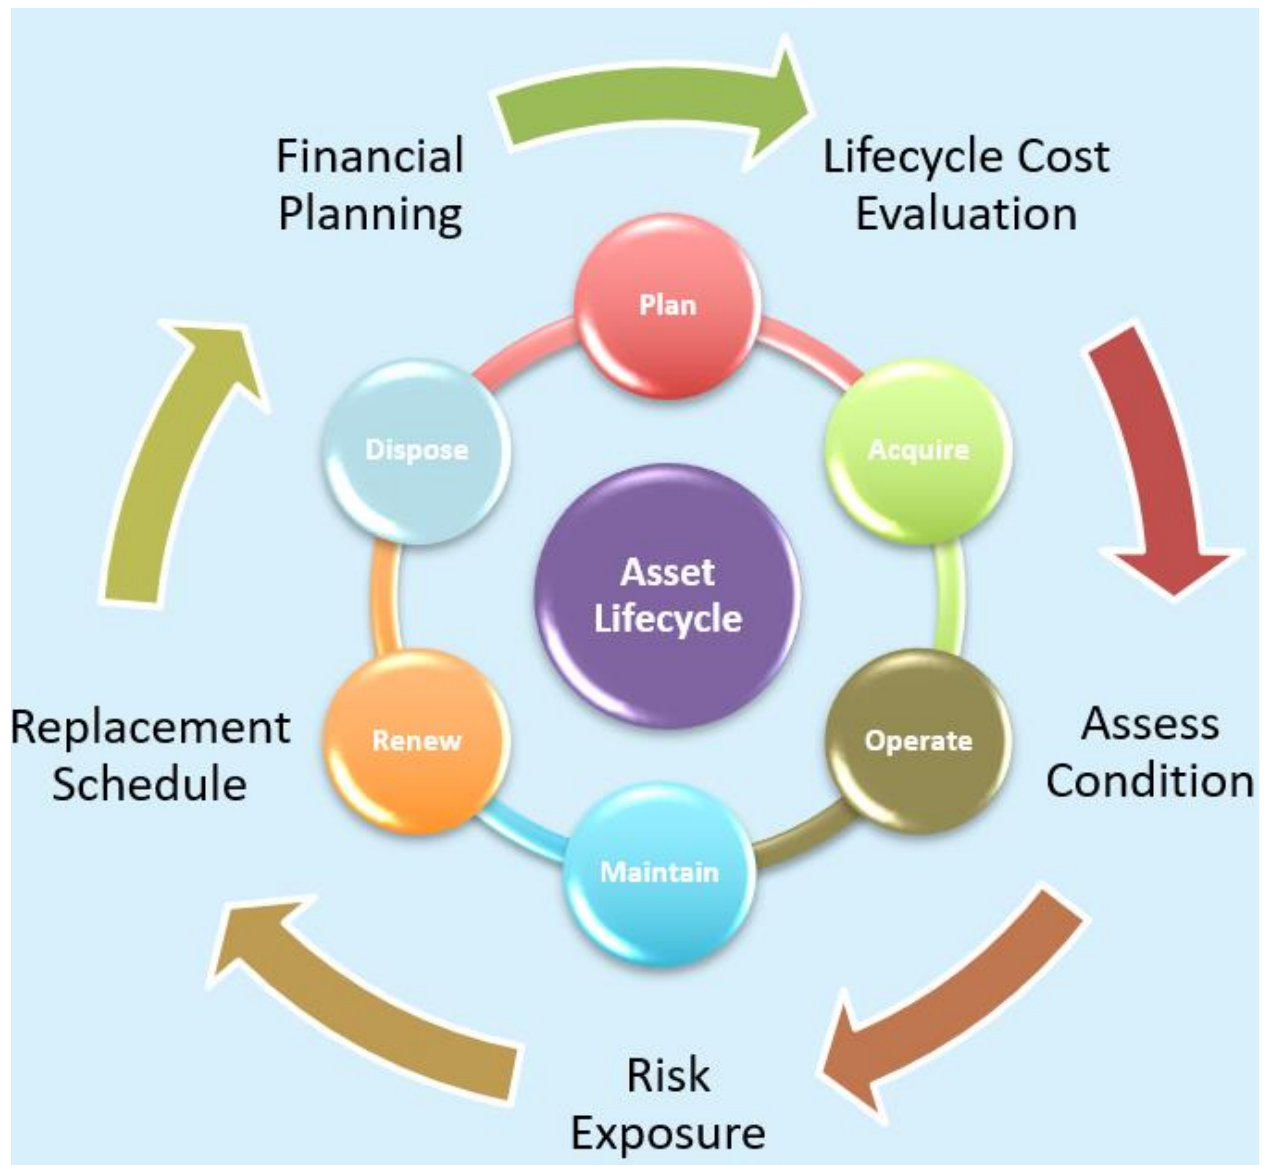 Financial
Planning
Lifecycle Cost
Evaluation
Plan
Dispose
Acquire
Asset
Lifecycle
Replacement
Schedule
Renew
Operate
Assess
Condition
Maintain
Risk
Exposure